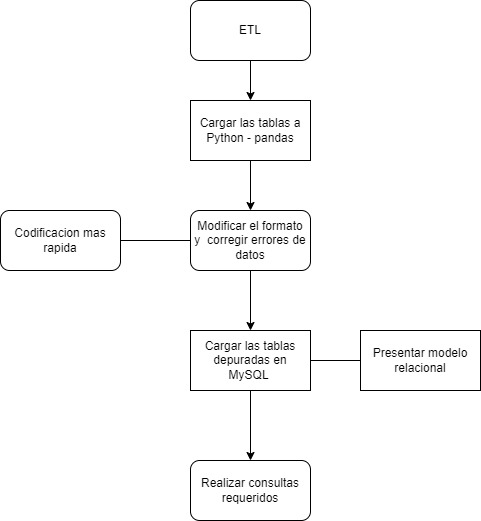 ETL
Cargar las tablas a
Python - pandas
Codificacion mas
rapida
Modificar el formato
y corregir errores de
datos
Cargar las tablas
depuradas en
MySQL
Presentar modelo
relacional
Realizar consultas
requeridos